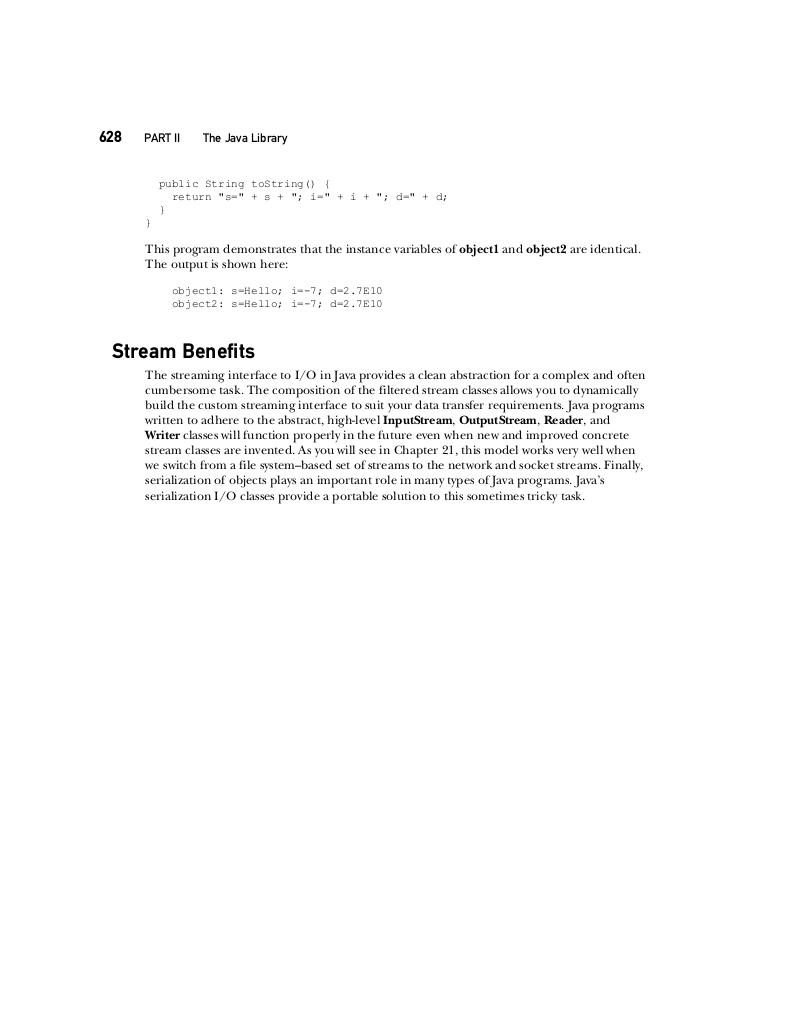 628 PART II The Java Library
public String toString() {
return "s=" + s + "; i=" + i + "; d=" + d;
}
}
This program demonstrates that the instance variables of object1 and object2 are identical.
The output is shown here:
object1: s=Hello; i=-7; d=2.7E10
object2: s=Hello; i=-7; d=2.7E10
Stream Benefits
The streaming interface to I/O in Java provides a clean abstraction for a complex and often
cumbersome task. The composition of the filtered stream classes allows you to dynamically
build the custom streaming interface to suit your data transfer requirements. Java programs
written to adhere to the abstract, high-level InputStream, OutputStream, Reader, and
Writer classes will function properly in the future even when new and improved concrete
stream classes are invented. As you will see in Chapter 21, this model works very well when
we switch from a file system–based set of streams to the network and socket streams. Finally,
serialization of objects plays an important role in many types of Java programs. Java’s
serialization I/O classes provide a portable solution to this sometimes tricky task.